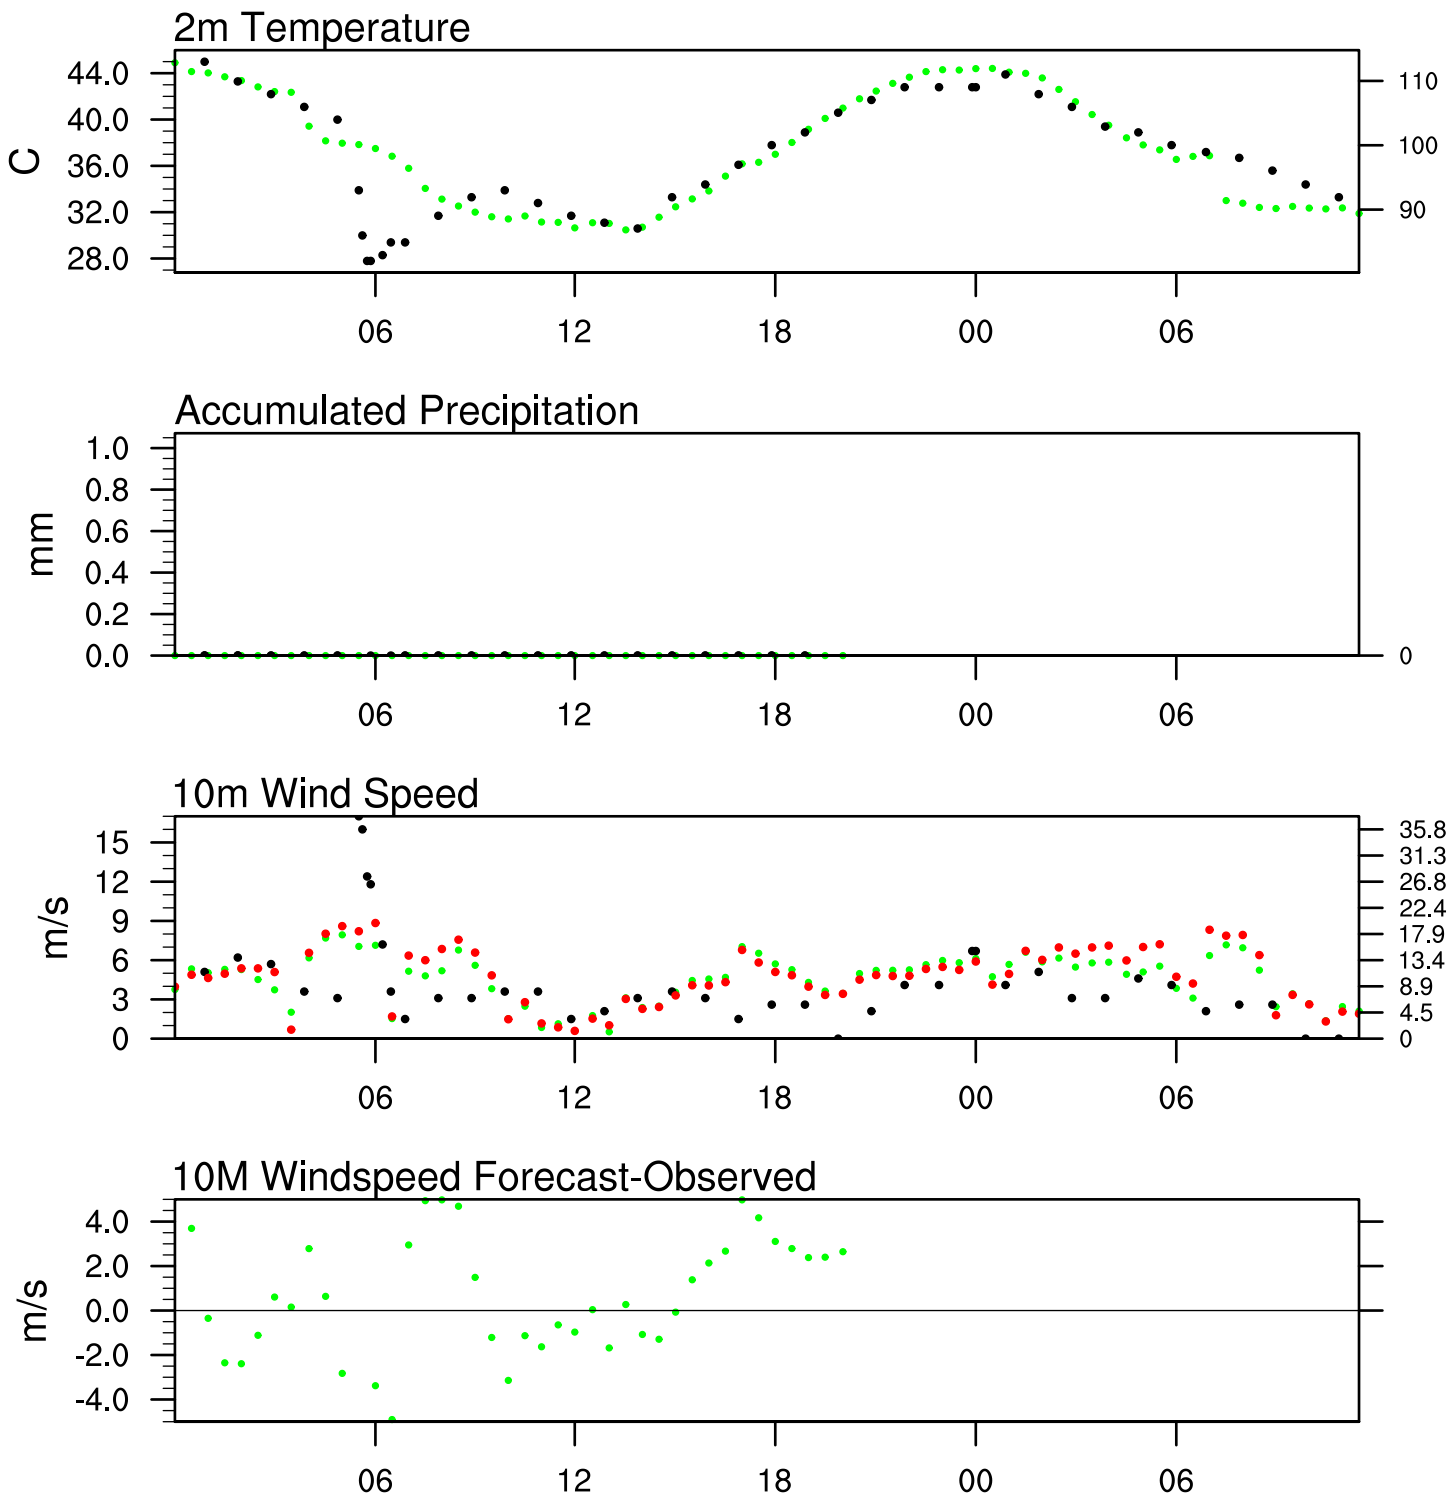 2m Temperature
44.0
40.0
36.0
32.0
28.0
C
110
100
90
06 12 18 00 06
Accumulated Precipitation
1.0
0.8
0.6
0.4
0.2
0.0
mm
0
06 12 18 00 06
10m Wind Speed
15
12
9
6
3
0
m/s
35.8
31.3
26.8
22.4
17.9
13.4
8.9
4.5
0
06 12 18 00 06
10M Windspeed Forecast-Observed
4.0
2.0
0.0
-2.0
-4.0
m/s
06 12 18 00 06